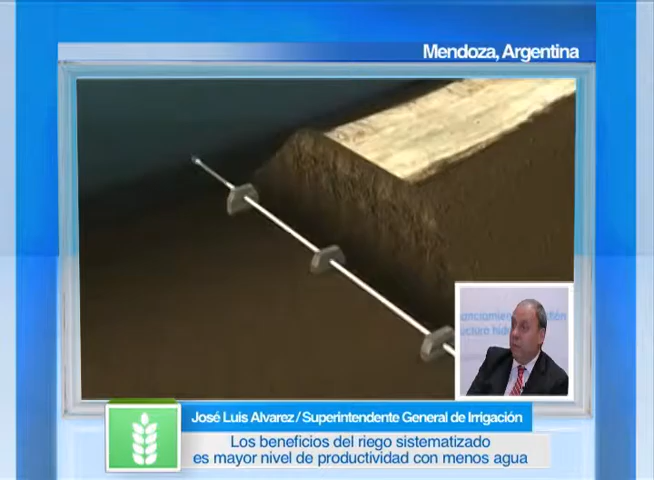 Mendoza, Argentina
José Luis Alvarez / Superintendente General de Irrigación
Los beneficios del riego sistematizado
es mayor nivel de productividad con menos agua